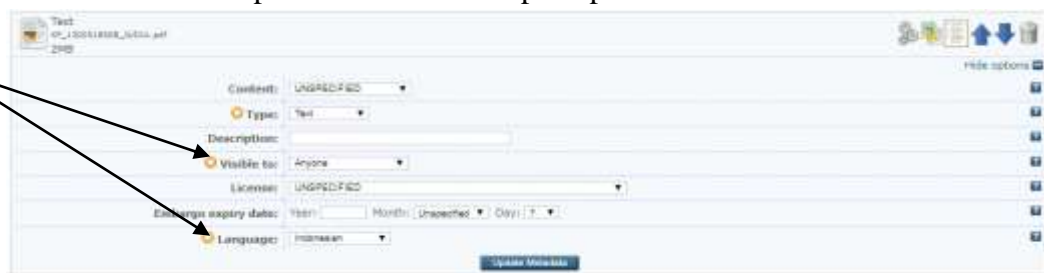 Text
2MB
Hide options
Content: UNSPECIFIED
Type: Text
Description:
Visible to: Anyone
License: UNSPECIFIED
Embargo expiry date: Year: Month: Unspecified Day: ?
Language: Indonesian
Update Metadata